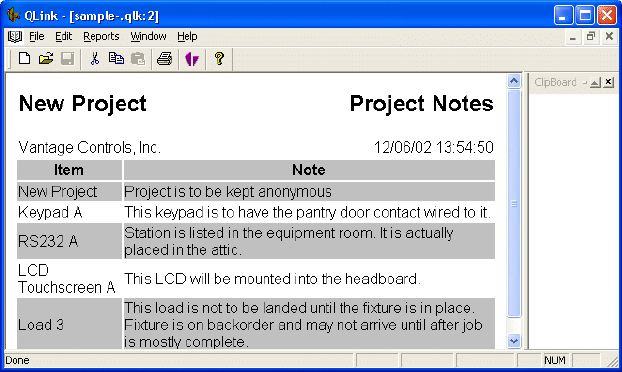 QLink - [sample-.qlk:2]
File Edit Reports Window Help
ClipBoard
New Project Project Notes
Vantage Controls, Inc. 12/06/02 13:54:50
Item Note
New Project Project is to be kept anonymous
Keypad A This keypad is to have the pantry door contact wired to it.
RS232 A Station is listed in the equipment room. It is actually
placed in the attic.
LCD
Touchscreen A This LCD will be mounted into the headboard.
Load 3 This load is not to be landed until the fixture is in place.
Fixture is on backorder and may not arrive until after job
is mostly complete.
Done NUM